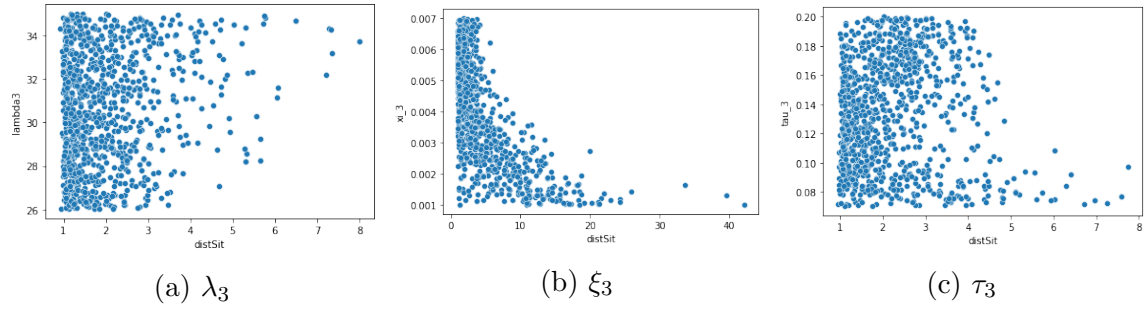 34
32
30
28
26
lambda3
1 2 3 4 5 6 7 8
distSit
(a) λ₃
0.007
0.006
0.005
0.004
0.003
0.002
0.001
xi_3
0 10 20 30 40
distSit
(b) ξ₃
0.20
0.18
0.16
0.14
0.12
0.10
0.08
tau_3
1 2 3 4 5 6 7 8
distSit
(c) τ₃